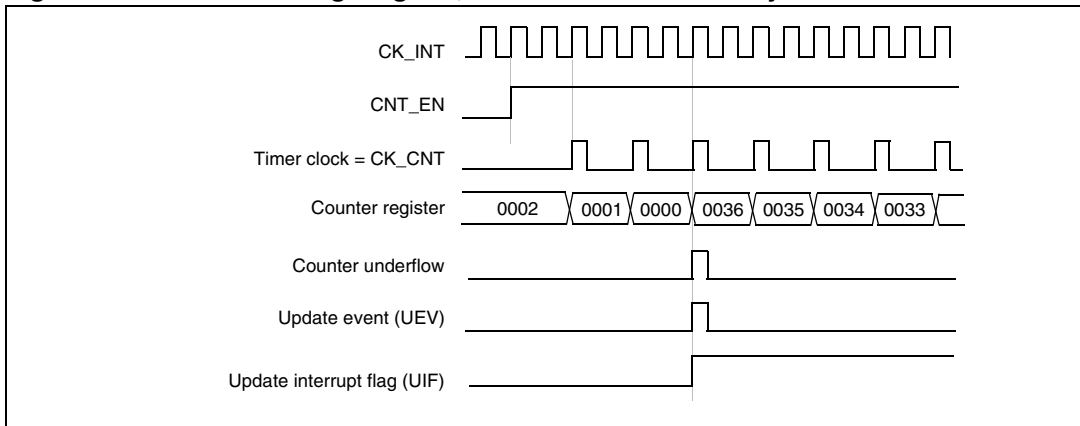 CK_INT
CNT_EN
Timer clock = CK_CNT
Counter register 0002 0001 0000 0036 0035 0034 0033
Counter underflow
Update event (UEV)
Update interrupt flag (UIF)